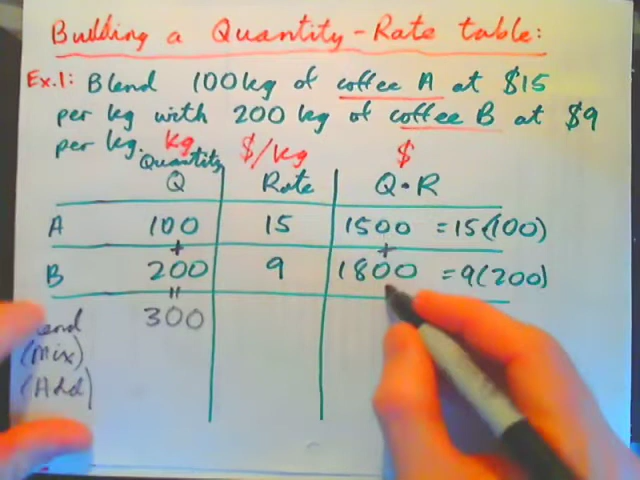 Building a Quantity-Rate table:
Ex.1: Blend 100kg of coffee A at $15
per kg with 200 kg of coffee B at $9
per kg. kg $/kg $
Quantity
Q Rate Q•R
A 100 15 1500 = 15(100)
+ +
B 200 9 1800 = 9(200)
=
300
(Mix)
(Add)